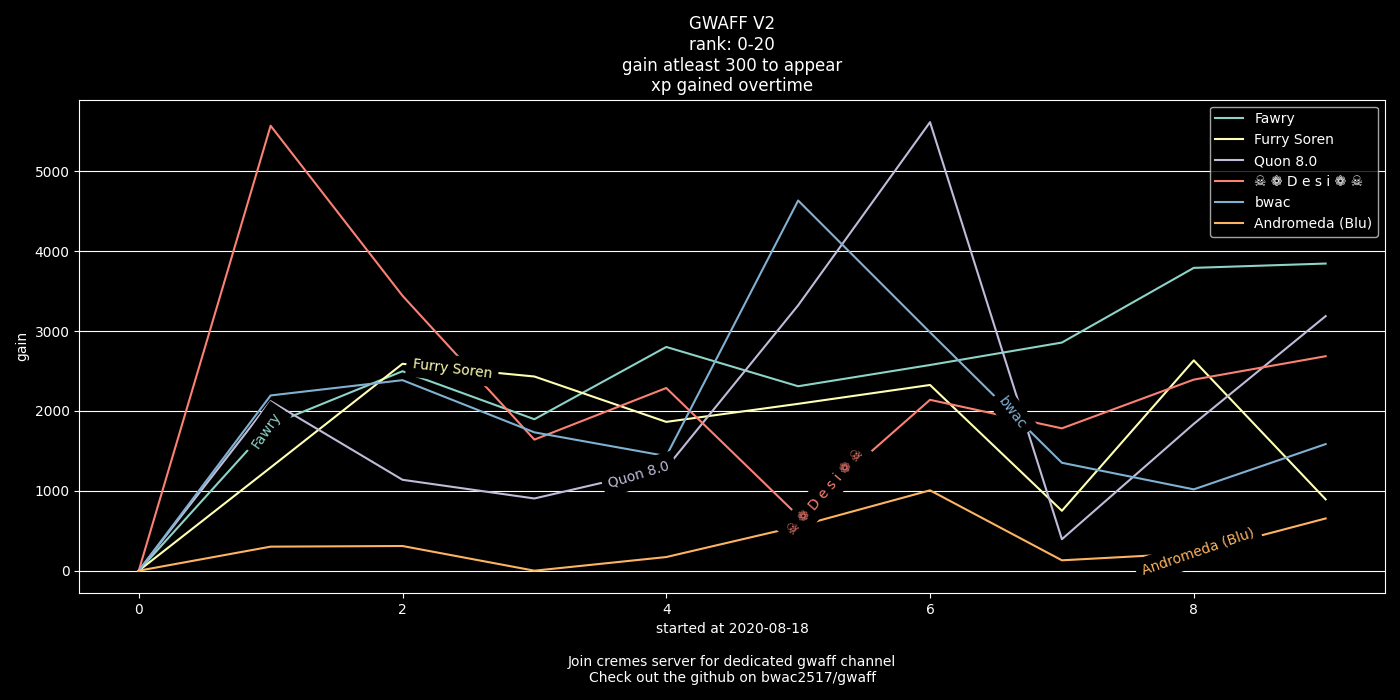 GWAFF V2
rank: 0-20
gain atleast 300 to appear
xp gained overtime
Fawry
Furry Soren
Quon 8.0
☠ ❁ D e s i ❁ ☠
bwac
Andromeda (Blu)
gain
5000
4000
3000
2000
1000
0
Furry Soren
Fawry
Quon 8.0
☠ ❁ D e s i ❁ ☠
bwac
Andromeda (Blu)
0 2 4 6 8
started at 2020-08-18
Join cremes server for dedicated gwaff channel
Check out the github on bwac2517/gwaff